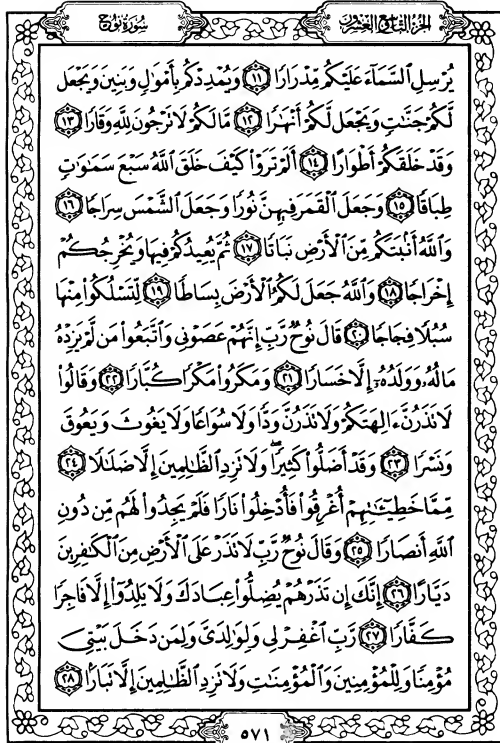 الجزء التاسع والعشرون
سورة نوح
يُرْسِلِ ٱلسَّمَآءَ عَلَيْكُم مِّدْرَارًا ١١ وَيُمْدِدْكُم بِأَمْوَٰلٍ وَبَنِينَ وَيَجْعَل
لَّكُمْ جَنَّٰتٍ وَيَجْعَل لَّكُمْ أَنْهَٰرًا ١٢ مَّا لَكُمْ لَا تَرْجُونَ لِلَّهِ وَقَارًا ١٣
وَقَدْ خَلَقَكُمْ أَطْوَارًا ١٤ أَلَمْ تَرَوْا۟ كَيْفَ خَلَقَ ٱللَّهُ سَبْعَ سَمَٰوَٰتٍ
طِبَاقًا ١٥ وَجَعَلَ ٱلْقَمَرَ فِيهِنَّ نُورًا وَجَعَلَ ٱلشَّمْسَ سِرَاجًا ١٦
وَٱللَّهُ أَنۢبَتَكُم مِّنَ ٱلْأَرْضِ نَبَاتًا ١٧ ثُمَّ يُعِيدُكُمْ فِيهَا وَيُخْرِجُكُمْ
إِخْرَاجًا ١٨ وَٱللَّهُ جَعَلَ لَكُمُ ٱلْأَرْضَ بِسَاطًا ١٩ لِّتَسْلُكُوا۟ مِنْهَا
سُبُلًا فِجَاجًا ٢٠ قَالَ نُوحٌ رَّبِّ إِنَّهُمْ عَصَوْنِى وَٱتَّبَعُوا۟ مَن لَّمْ يَزِدْهُ
مَالُهُۥ وَوَلَدُهُۥٓ إِلَّا خَسَارًا ٢١ وَمَكَرُوا۟ مَكْرًا كُبَّارًا ٢٢ وَقَالُوا۟
لَا تَذَرُنَّ ءَالِهَتَكُمْ وَلَا تَذَرُنَّ وَدًّا وَلَا سُوَاعًا وَلَا يَغُوثَ وَيَعُوقَ
وَنَسْرًا ٢٣ وَقَدْ أَضَلُّوا۟ كَثِيرًا ۖ وَلَا تَزِدِ ٱلظَّٰلِمِينَ إِلَّا ضَلَٰلًا ٢٤
مِّمَّا خَطِيٓـَٰٔتِهِمْ أُغْرِقُوا۟ فَأُدْخِلُوا۟ نَارًا فَلَمْ يَجِدُوا۟ لَهُم مِّن دُونِ
ٱللَّهِ أَنصَارًا ٢٥ وَقَالَ نُوحٌ رَّبِّ لَا تَذَرْ عَلَى ٱلْأَرْضِ مِنَ ٱلْكَٰفِرِينَ
دَيَّارًا ٢٦ إِنَّكَ إِن تَذَرْهُمْ يُضِلُّوا۟ عِبَادَكَ وَلَا يَلِدُوٓا۟ إِلَّا فَاجِرًا
كَفَّارًا ٢٧ رَّبِّ ٱغْفِرْ لِى وَلِوَٰلِدَىَّ وَلِمَن دَخَلَ بَيْتِىَ
مُؤْمِنًا وَلِلْمُؤْمِنِينَ وَٱلْمُؤْمِنَٰتِ وَلَا تَزِدِ ٱلظَّٰلِمِينَ إِلَّا تَبَارًۢا ٢٨
٥٧١